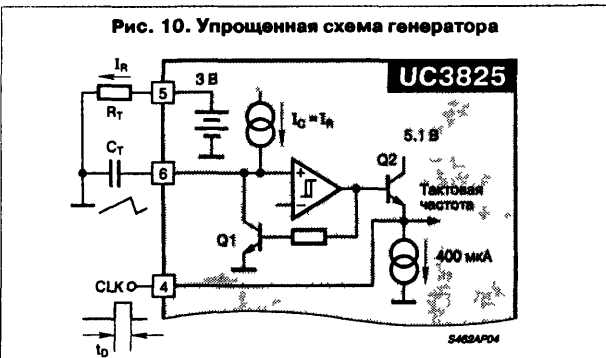 Рис. 10. Упрощенная схема генератора
UC3825
IR
5
3 В
RT
IC = IR
5.1 В
CT
Q2
6
+
−
Тактовая
частота
Q1
400 мкА
CLK
4
tD
S462AP04